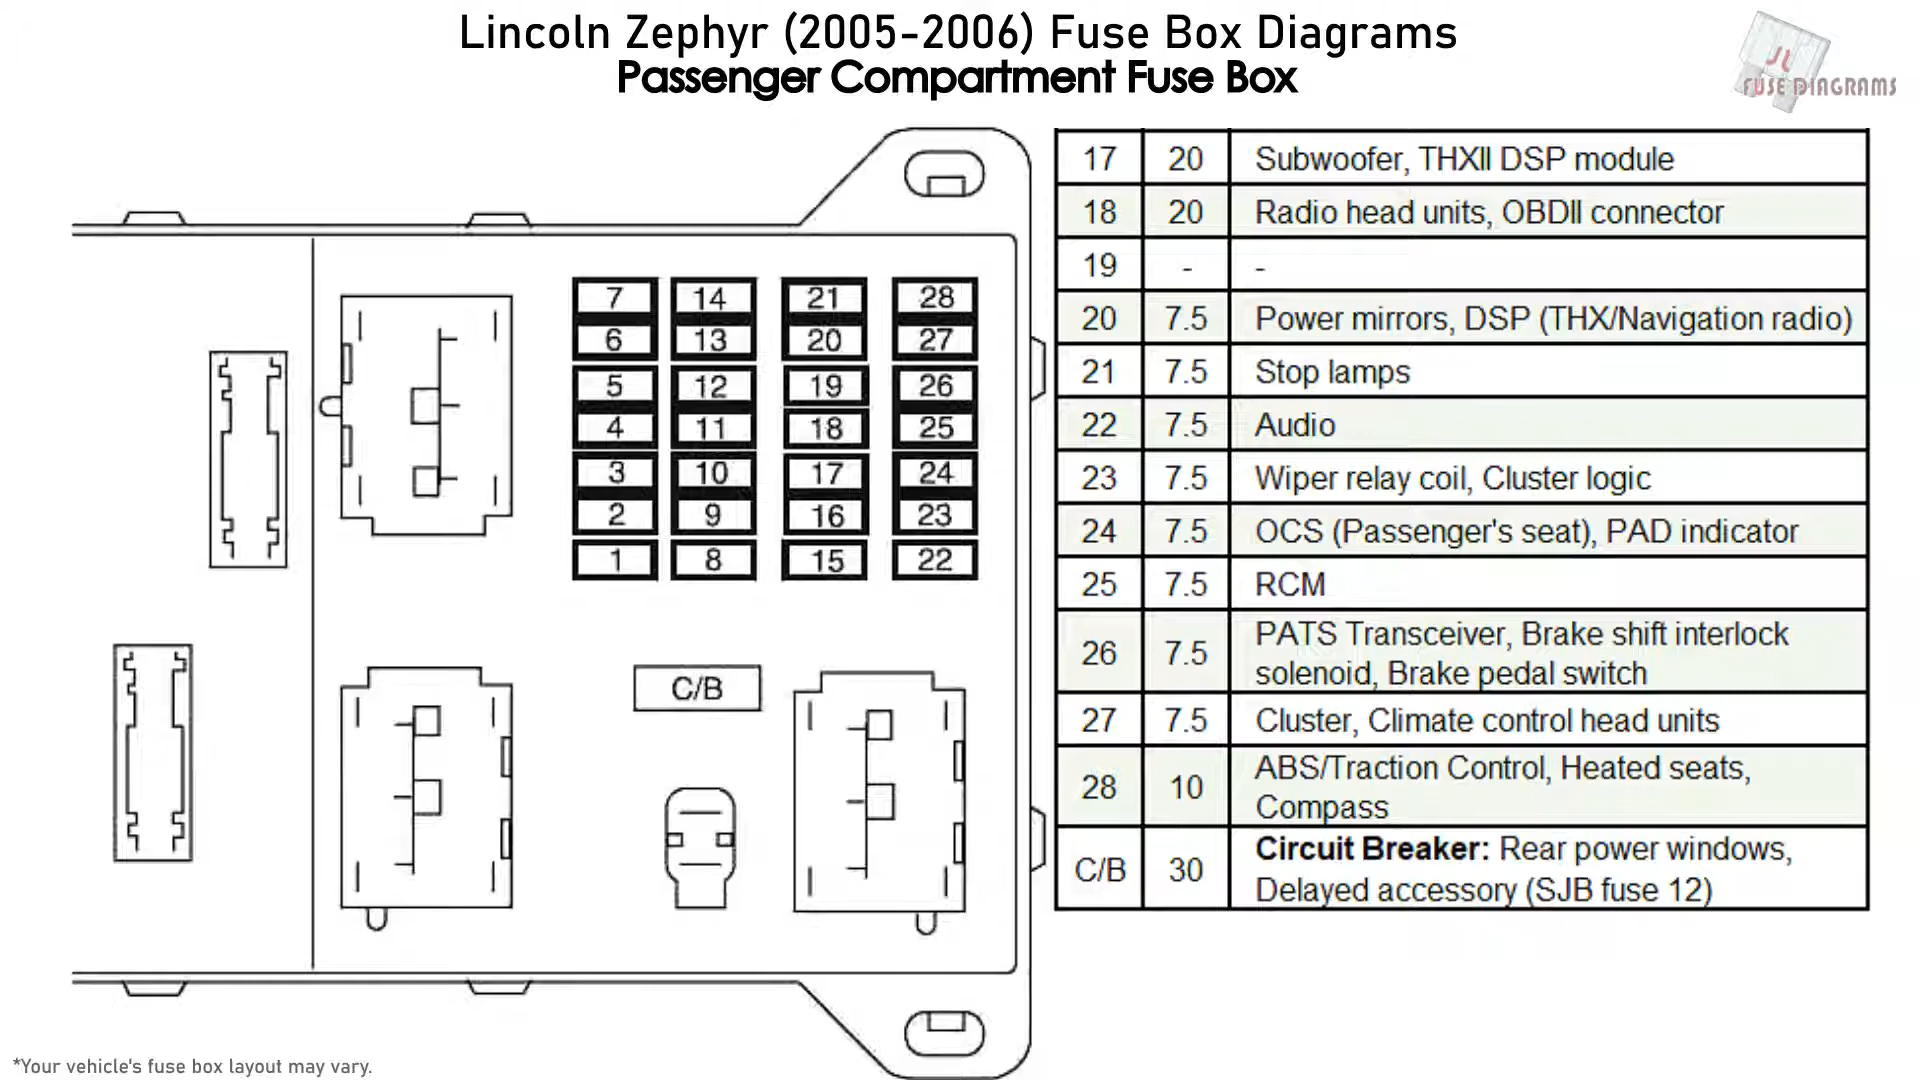 Lincoln Zephyr (2005-2006) Fuse Box Diagrams
Passenger Compartment Fuse Box
JL
FUSE DIAGRAMS
7 14 21 28
6 13 20 27
5 12 19 26
4 11 18 25
3 10 17 24
2 9 16 23
1 8 15 22
C/B
17 20 Subwoofer, THXII DSP module
18 20 Radio head units, OBDII connector
19 - -
20 7.5 Power mirrors, DSP (THX/Navigation radio)
21 7.5 Stop lamps
22 7.5 Audio
23 7.5 Wiper relay coil, Cluster logic
24 7.5 OCS (Passenger's seat), PAD indicator
25 7.5 RCM
26 7.5 PATS Transceiver, Brake shift interlock
solenoid, Brake pedal switch
27 7.5 Cluster, Climate control head units
28 10 ABS/Traction Control, Heated seats,
Compass
C/B 30 Circuit Breaker: Rear power windows,
Delayed accessory (SJB fuse 12)
*Your vehicle's fuse box layout may vary.